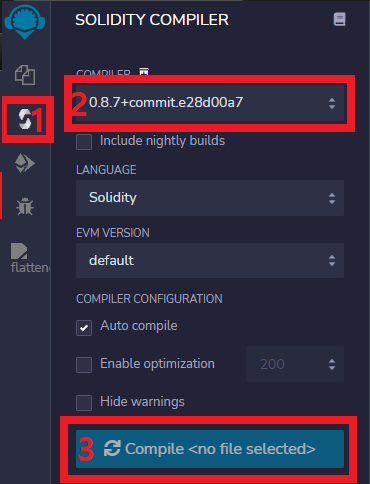 SOLIDITY COMPILER
COMPILER
1
2
0.8.7+commit.e28d00a7
Include nightly builds
LANGUAGE
Solidity
EVM VERSION
default
flatten
COMPILER CONFIGURATION
Auto compile
Enable optimization
200
Hide warnings
3
Compile <no file selected>